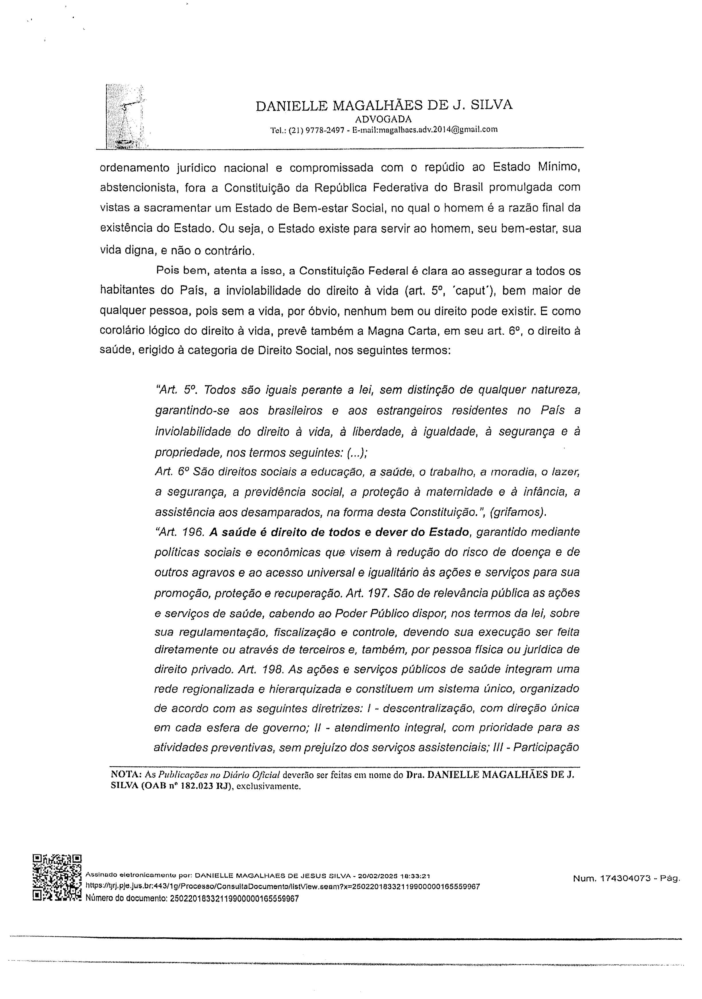 DANIELLE MAGALHÃES DE J. SILVA
ADVOGADA
Tel.: (21) 9778-2497 - E-mail:magalhaes.adv.2014@gmail.com
ordenamento jurídico nacional e compromissada com o repúdio ao Estado Mínimo,
abstencionista, fora a Constituição da República Federativa do Brasil promulgada com
vistas a sacramentar um Estado de Bem-estar Social, no qual o homem é a razão final da
existência do Estado. Ou seja, o Estado existe para servir ao homem, seu bem-estar, sua
vida digna, e não o contrário.
Pois bem, atenta a isso, a Constituição Federal é clara ao assegurar a todos os
habitantes do País, a inviolabilidade do direito à vida (art. 5º, ´caput´), bem maior de
qualquer pessoa, pois sem a vida, por óbvio, nenhum bem ou direito pode existir. E como
corolário lógico do direito à vida, prevê também a Magna Carta, em seu art. 6º, o direito à
saúde, erigido à categoria de Direito Social, nos seguintes termos:
“Art. 5º. Todos são iguais perante a lei, sem distinção de qualquer natureza,
garantindo-se aos brasileiros e aos estrangeiros residentes no País a
inviolabilidade do direito à vida, à liberdade, à igualdade, à segurança e à
propriedade, nos termos seguintes: (...);
Art. 6º São direitos sociais a educação, a saúde, o trabalho, a moradia, o lazer,
a segurança, a previdência social, a proteção à maternidade e à infância, a
assistência aos desamparados, na forma desta Constituição.”, (grifamos).
“Art. 196. A saúde é direito de todos e dever do Estado, garantido mediante
políticas sociais e econômicas que visem à redução do risco de doença e de
outros agravos e ao acesso universal e igualitário às ações e serviços para sua
promoção, proteção e recuperação. Art. 197. São de relevância pública as ações
e serviços de saúde, cabendo ao Poder Público dispor, nos termos da lei, sobre
sua regulamentação, fiscalização e controle, devendo sua execução ser feita
diretamente ou através de terceiros e, também, por pessoa física ou jurídica de
direito privado. Art. 198. As ações e serviços públicos de saúde integram uma
rede regionalizada e hierarquizada e constituem um sistema único, organizado
de acordo com as seguintes diretrizes: I - descentralização, com direção única
em cada esfera de governo; II - atendimento integral, com prioridade para as
atividades preventivas, sem prejuízo dos serviços assistenciais; III - Participação
NOTA: As Publicações no Diário Oficial deverão ser feitas em nome do Dra. DANIELLE MAGALHÃES DE J.
SILVA (OAB nº 182.023 RJ), exclusivamente.
Assinado eletronicamente por: DANIELLE MAGALHAES DE JESUS SILVA - 20/02/2025 18:33:21
https://tjrj.pje.jus.br:443/1g/Processo/ConsultaDocumento/listView.seam?x=25022018332119900000165559967
Número do documento: 25022018332119900000165559967
Num. 174304073 - Pág.